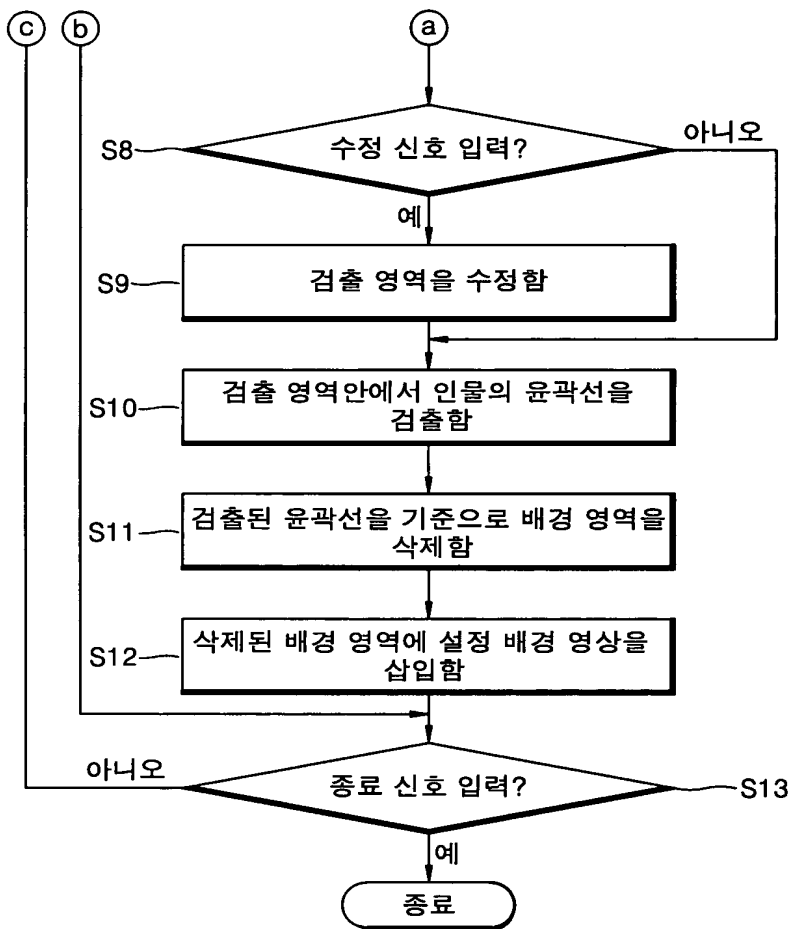 c
b
a
S8
수정 신호 입력?
아니오
예
S9
검출 영역을 수정함
S10
검출 영역안에서 인물의 윤곽선을
검출함
S11
검출된 윤곽선을 기준으로 배경 영역을
삭제함
S12
삭제된 배경 영역에 설정 배경 영상을
삽입함
아니오
종료 신호 입력?
S13
예
종료